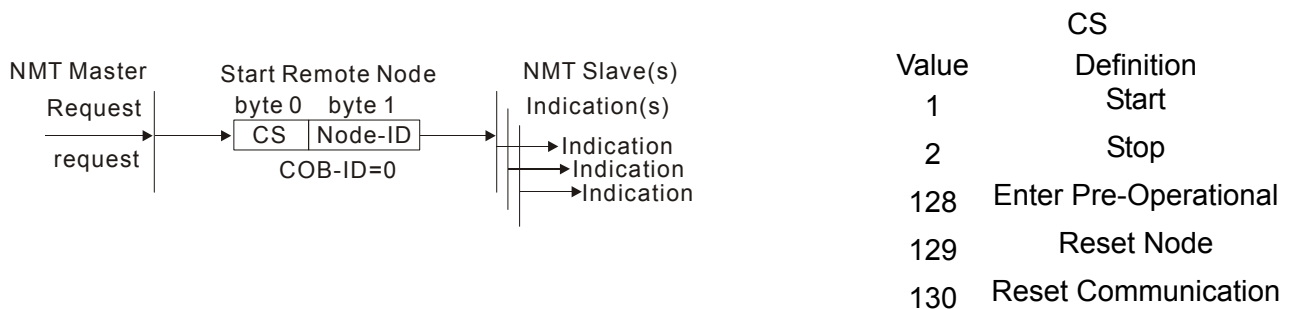 NMT Master
Request
request
Start Remote Node
byte 0 byte 1
CS Node-ID
COB-ID=0
NMT Slave(s)
Indication(s)
Indication
Indication
Indication
CS
Value Definition
1 Start
2 Stop
128 Enter Pre-Operational
129 Reset Node
130 Reset Communication